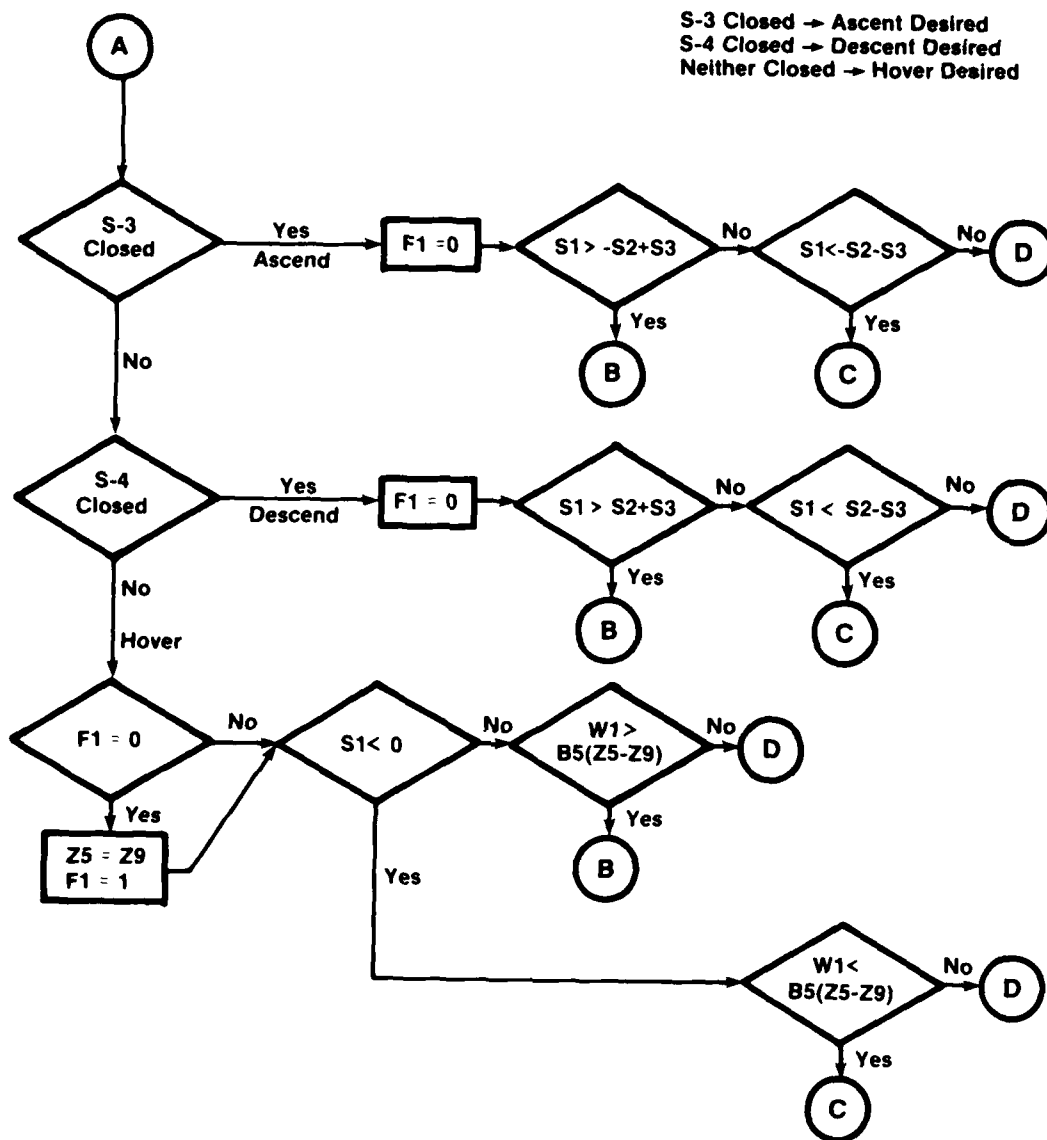 S-3 Closed → Ascent Desired
S-4 Closed → Descent Desired
Neither Closed → Hover Desired
A
S-3
Closed
Yes
Ascend
F1 = 0
S1 > -S2+S3
No
S1<-S2-S3
No
D
Yes
B
Yes
C
No
S-4
Closed
Yes
Descend
F1 = 0
S1 > S2+S3
No
S1 < S2-S3
No
D
Yes
B
Yes
C
No
Hover
F1 = 0
No
S1 < 0
No
W1 >
B5(Z5-Z9)
No
D
Yes
Z5 = Z9
F1 = 1
Yes
B
Yes
W1 <
B5(Z5-Z9)
No
D
Yes
C